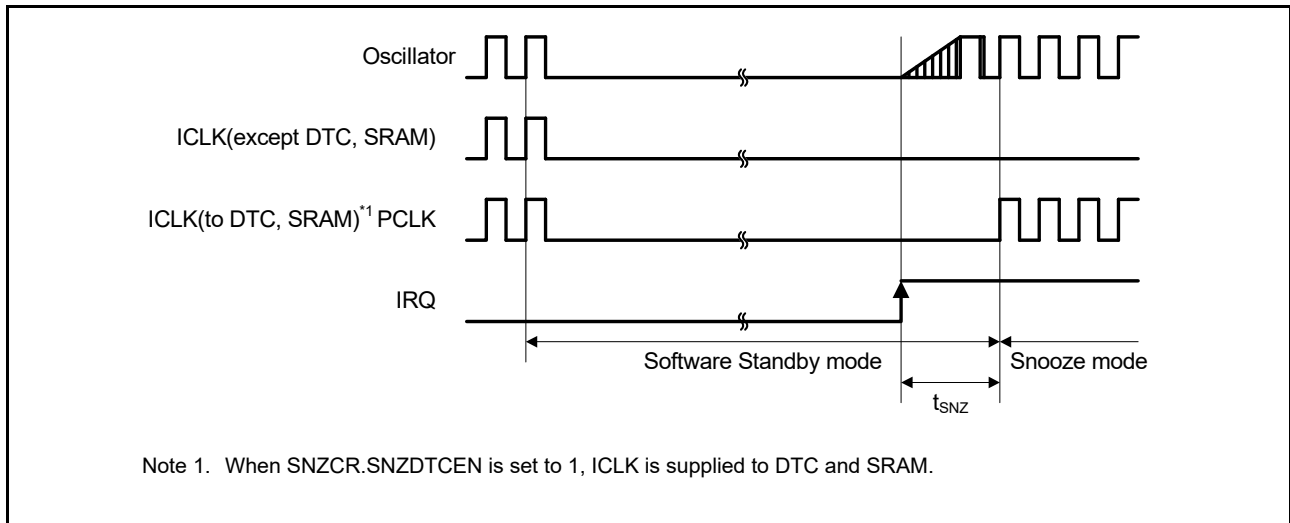 Oscillator
ICLK(except DTC, SRAM)
ICLK(to DTC, SRAM)*1 PCLK
IRQ
Software Standby mode
Snooze mode
tSNZ
Note 1. When SNZCR.SNZDTCEN is set to 1, ICLK is supplied to DTC and SRAM.